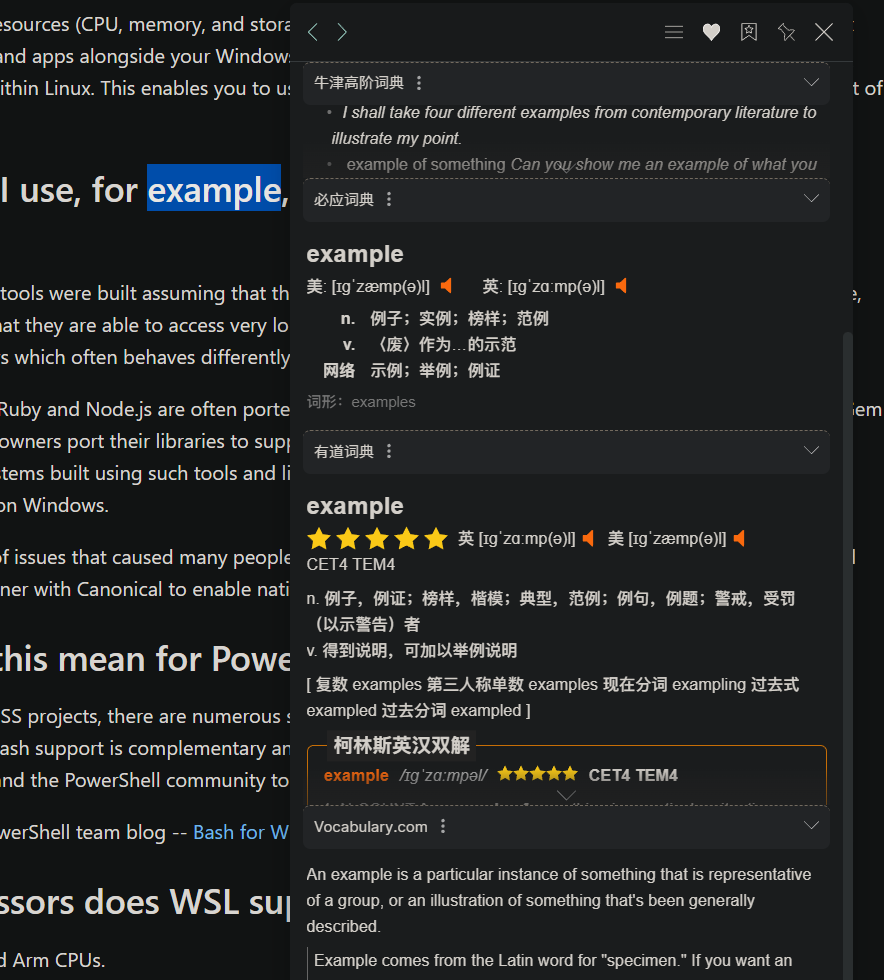 esources (CPU, memory, and stora
and apps alongside your Windows
ithin Linux. This enables you to us
t of
I use, for example,
tools were built assuming that th
e,
hat they are able to access very lo
s which often behaves differently
Ruby and Node.js are often porte
Gem
owners port their libraries to supp
stems built using such tools and li
on Windows.
of issues that caused many people
l
ner with Canonical to enable nati
this mean for Powe
SS projects, there are numerous s
ash support is complementary an
and the PowerShell community to
owerShell team blog -- Bash for W
ssors does WSL sup
d Arm CPUs.
牛津高阶词典
• I shall take four different examples from contemporary literature to
illustrate my point.
• example of something Can you show me an example of what you
必应词典
example
美: [ɪɡˈzæmp(ə)l] 英: [ɪɡˈzɑːmp(ə)l]
n. 例子；实例；榜样；范例
v. 〈废〉作为…的示范
网络 示例；举例；例证
词形：examples
有道词典
example
英 [ɪɡˈzɑːmp(ə)l] 美 [ɪɡˈzæmp(ə)l]
CET4 TEM4
n. 例子，例证；榜样，楷模；典型，范例；例句，例题；警戒，受罚
（以示警告）者
v. 得到说明，可加以举例说明
[ 复数 examples 第三人称单数 examples 现在分词 exampling 过去式
exampled 过去分词 exampled ]
柯林斯英汉双解
example /ɪɡˈzɑːmpəl/ CET4 TEM4
Vocabulary.com
An example is a particular instance of something that is representative
of a group, or an illustration of something that's been generally
described.
Example comes from the Latin word for "specimen." If you want an